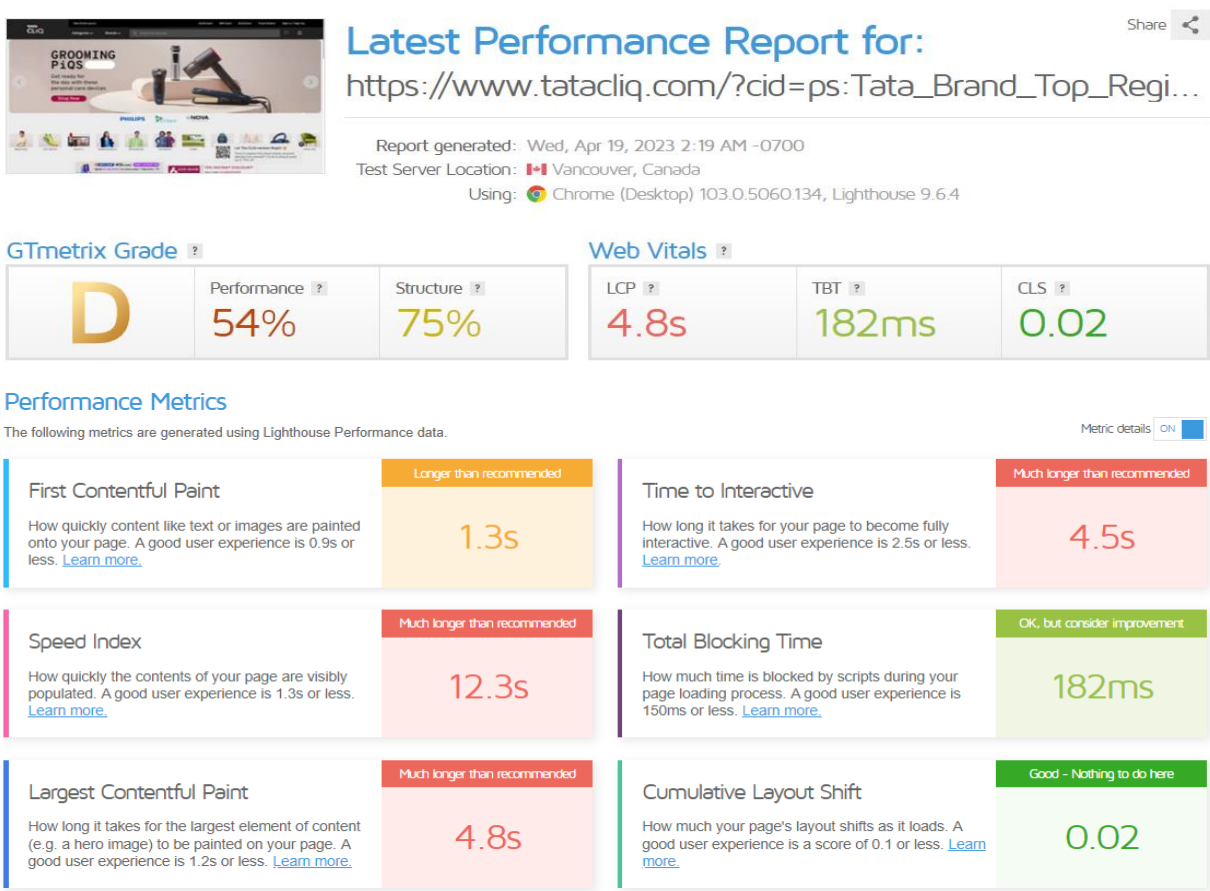 GROOMING
PiQS
Get ready for
the day with these
personal care devices.
Shop Now
PHILIPS
NOVA
Share
Latest Performance Report for:
https://www.tatacliq.com/?cid=ps:Tata_Brand_Top_Regi...
Report generated: Wed, Apr 19, 2023 2:19 AM -0700
Test Server Location: Vancouver, Canada
Using: Chrome (Desktop) 103.0.5060.134, Lighthouse 9.6.4
GTmetrix Grade ?
D
Performance ?
54%
Structure ?
75%
Web Vitals ?
LCP ?
4.8s
TBT ?
182ms
CLS ?
0.02
Performance Metrics
The following metrics are generated using Lighthouse Performance data.
Metric details ON
First Contentful Paint
How quickly content like text or images are painted
onto your page. A good user experience is 0.9s or
less. Learn more.
Longer than recommended
1.3s
Time to Interactive
How long it takes for your page to become fully
interactive. A good user experience is 2.5s or less.
Learn more.
Much longer than recommended
4.5s
Speed Index
How quickly the contents of your page are visibly
populated. A good user experience is 1.3s or less.
Learn more.
Much longer than recommended
12.3s
Total Blocking Time
How much time is blocked by scripts during your
page loading process. A good user experience is
150ms or less. Learn more.
OK, but consider improvement
182ms
Largest Contentful Paint
How long it takes for the largest element of content
(e.g. a hero image) to be painted on your page. A
good user experience is 1.2s or less. Learn more.
Much longer than recommended
4.8s
Cumulative Layout Shift
How much your page's layout shifts as it loads. A
good user experience is a score of 0.1 or less. Learn
more.
Good - Nothing to do here
0.02